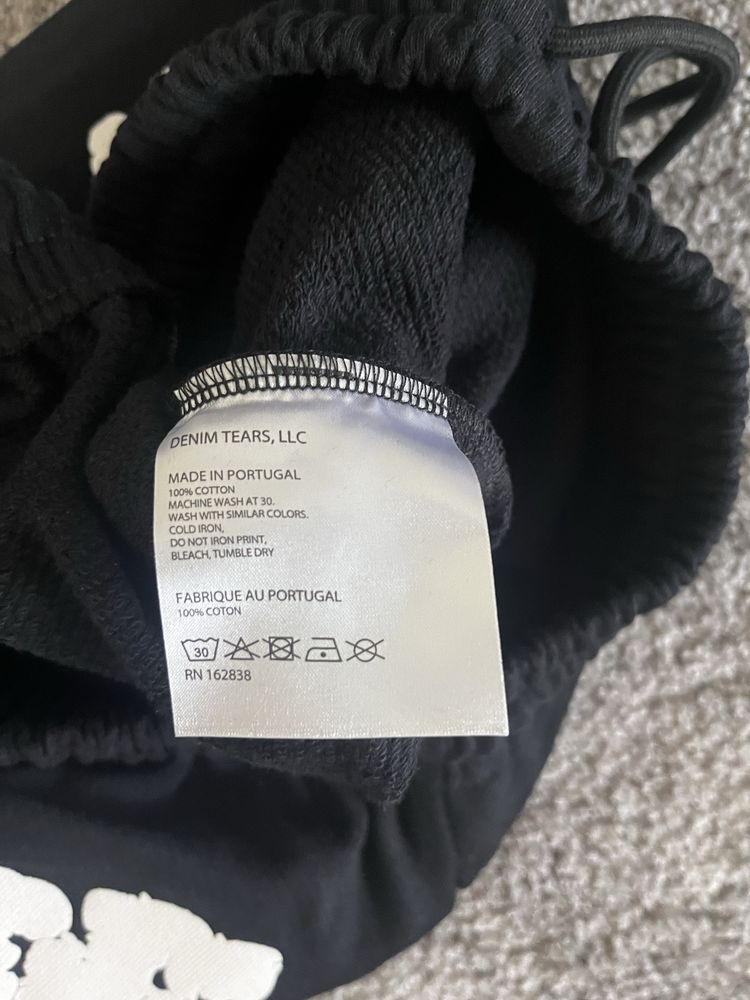 DENIM TEARS, LLC
MADE IN PORTUGAL
100% COTTON
MACHINE WASH AT 30.
WASH WITH SIMILAR COLORS.
COLD IRON,
DO NOT IRON PRINT,
BLEACH, TUMBLE DRY
FABRIQUE AU PORTUGAL
100% COTON
30
RN 162838